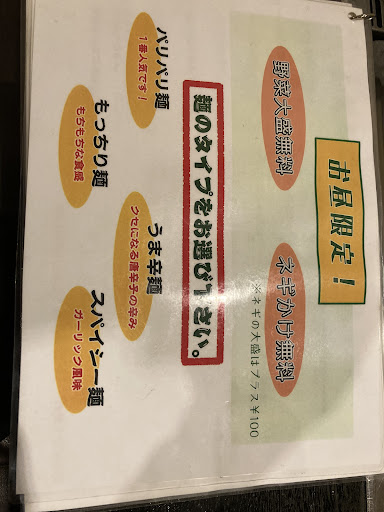 お昼限定!
野菜大盛無料
ネギかけ無料
※ネギの大盛はプラス¥100
麺のタイプをお選び下さい。
パリパリ麺
1番人気です!
うま辛麺
クセになる唐辛子の辛み
もっちり麺
もちもちな食感
スパイシー麺
ガーリック風味